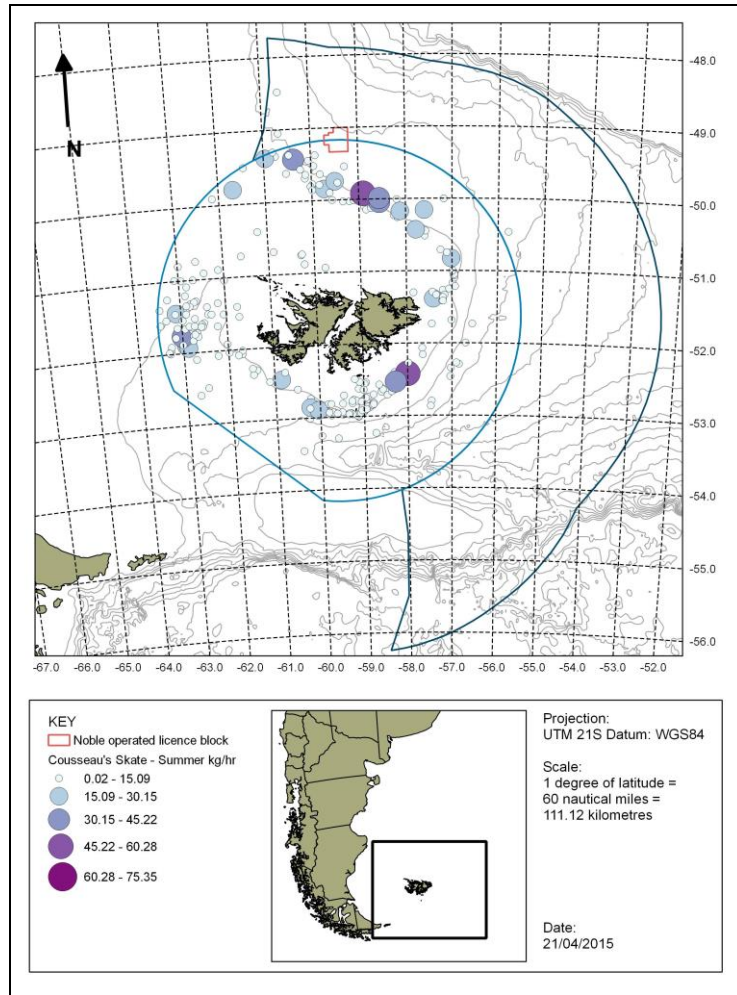 N
-48.0
-49.0
-50.0
-51.0
-52.0
-53.0
-54.0
-55.0
-56.0
-67.0 -66.0 -65.0 -64.0 -63.0 -62.0 -61.0 -60.0 -59.0 -58.0 -57.0 -56.0 -55.0 -54.0 -53.0 -52.0
KEY
Noble operated licence block
Cousseau's Skate - Summer kg/hr
0.02 - 15.09
15.09 - 30.15
30.15 - 45.22
45.22 - 60.28
60.28 - 75.35
Projection:
UTM 21S Datum: WGS84
Scale:
1 degree of latitude =
60 nautical miles =
111.12 kilometres
Date:
21/04/2015